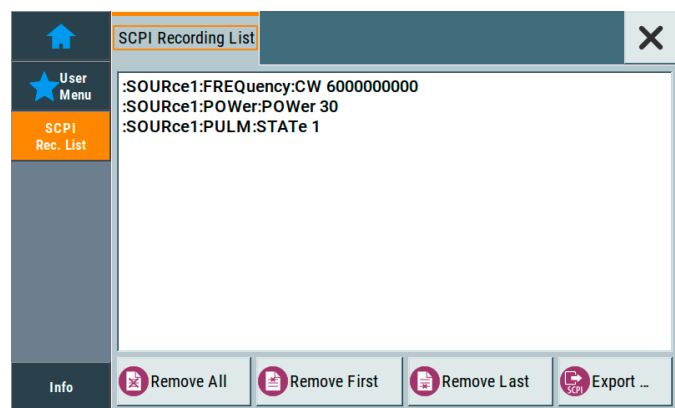 SCPI Recording List
User
Menu
SCPI
Rec. List
:SOURce1:FREQuency:CW 6000000000
:SOURce1:POWer:POWer 30
:SOURce1:PULM:STATe 1
Info
Remove All
Remove First
Remove Last
SCPI
Export ...